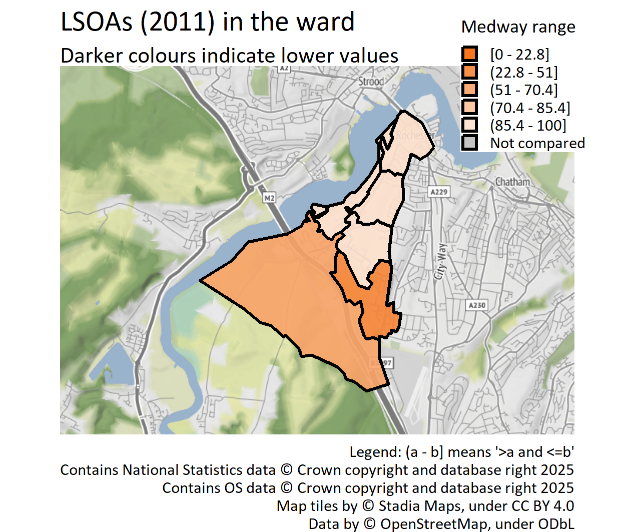 LSOAs (2011) in the ward
Darker colours indicate lower values
Medway range
[0 - 22.8]
(22.8 - 51]
(51 - 70.4]
(70.4 - 85.4]
(85.4 - 100]
Not compared
A2
Strood
A229
Chatham
M2
City Way
A230
Legend: (a - b] means '>a and <=b'
Contains National Statistics data © Crown copyright and database right 2025
Contains OS data © Crown copyright and database right 2025
Map tiles by © Stadia Maps, under CC BY 4.0
Data by © OpenStreetMap, under ODbL